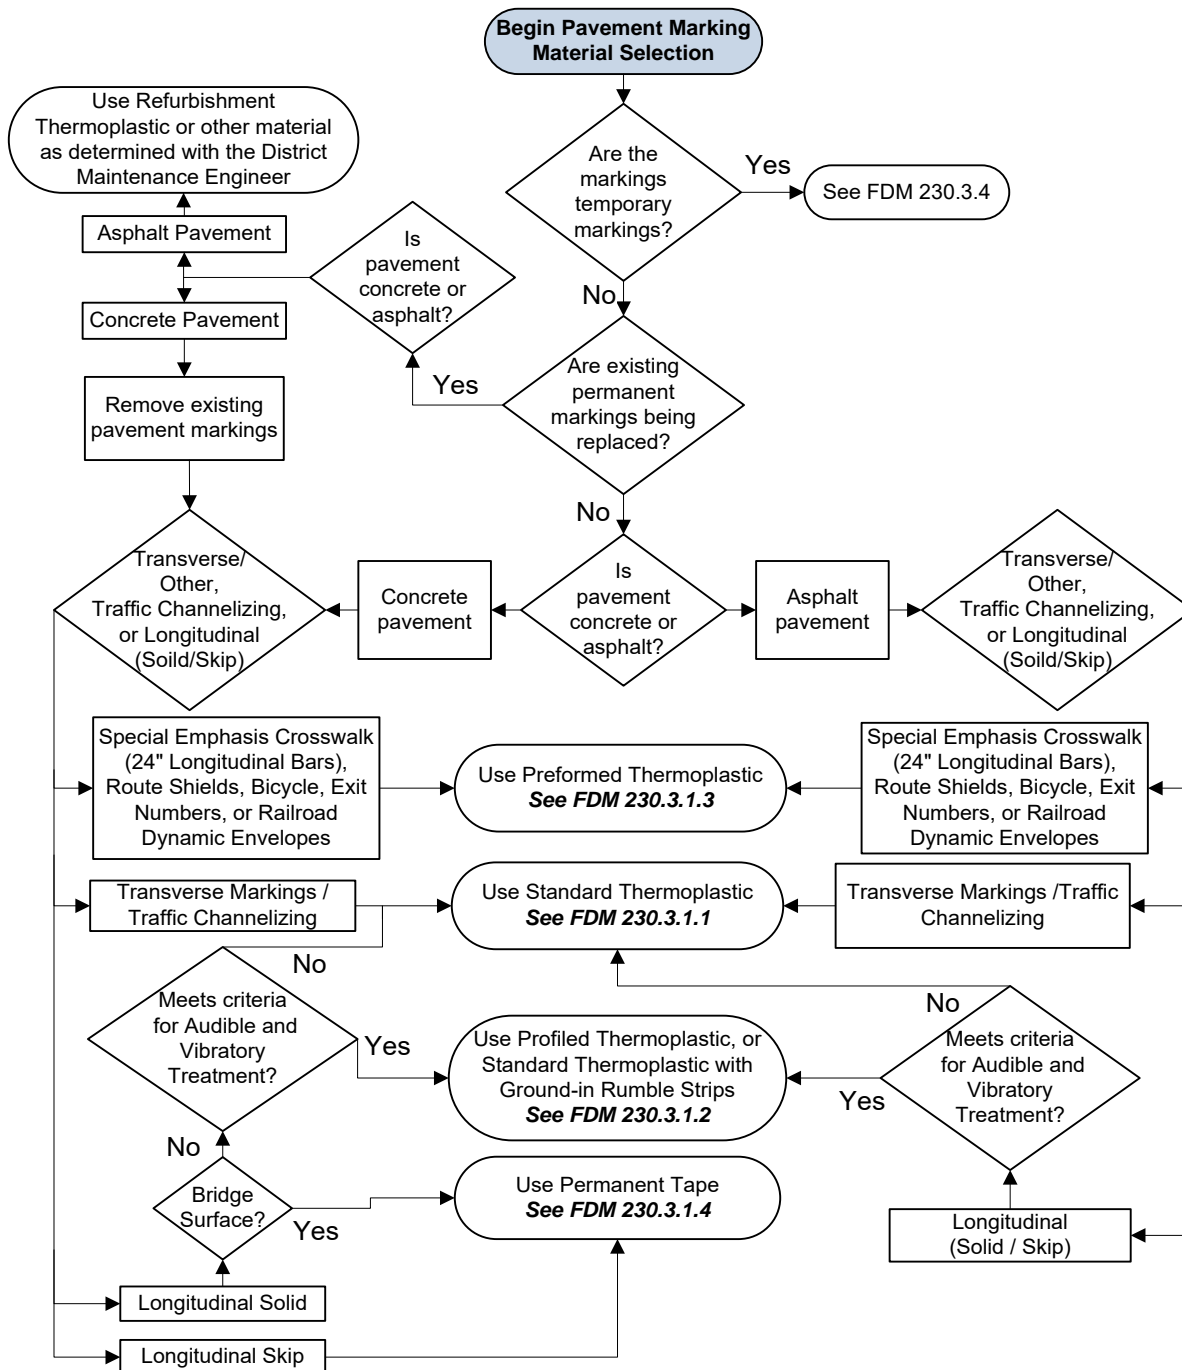 Begin Pavement Marking
Material Selection
Use Refurbishment
Thermoplastic or other material
as determined with the District
Maintenance Engineer
Are the
markings
temporary
markings?
Yes
See FDM 230.3.4
Asphalt Pavement
Is
pavement
concrete or
asphalt?
No
Concrete Pavement
Are existing
permanent
markings being
replaced?
Yes
Remove existing
pavement markings
No
Transverse/
Other,
Traffic Channelizing,
or Longitudinal
(Soild/Skip)
Concrete
pavement
Is
pavement
concrete or
asphalt?
Asphalt
pavement
Transverse/
Other,
Traffic Channelizing,
or Longitudinal
(Soild/Skip)
Special Emphasis Crosswalk
(24" Longitudinal Bars),
Route Shields, Bicycle, Exit
Numbers, or Railroad
Dynamic Envelopes
Use Preformed Thermoplastic
See FDM 230.3.1.3
Special Emphasis Crosswalk
(24" Longitudinal Bars),
Route Shields, Bicycle, Exit
Numbers, or Railroad
Dynamic Envelopes
Transverse Markings /
Traffic Channelizing
Use Standard Thermoplastic
See FDM 230.3.1.1
Transverse Markings /Traffic
Channelizing
No
Meets criteria
for Audible and
Vibratory
Treatment?
Yes
Use Profiled Thermoplastic, or
Standard Thermoplastic with
Ground-in Rumble Strips
See FDM 230.3.1.2
No
Meets criteria
for Audible and
Vibratory
Treatment?
Yes
No
Bridge
Surface?
Yes
Use Permanent Tape
See FDM 230.3.1.4
Longitudinal
(Solid / Skip)
Longitudinal Solid
Longitudinal Skip